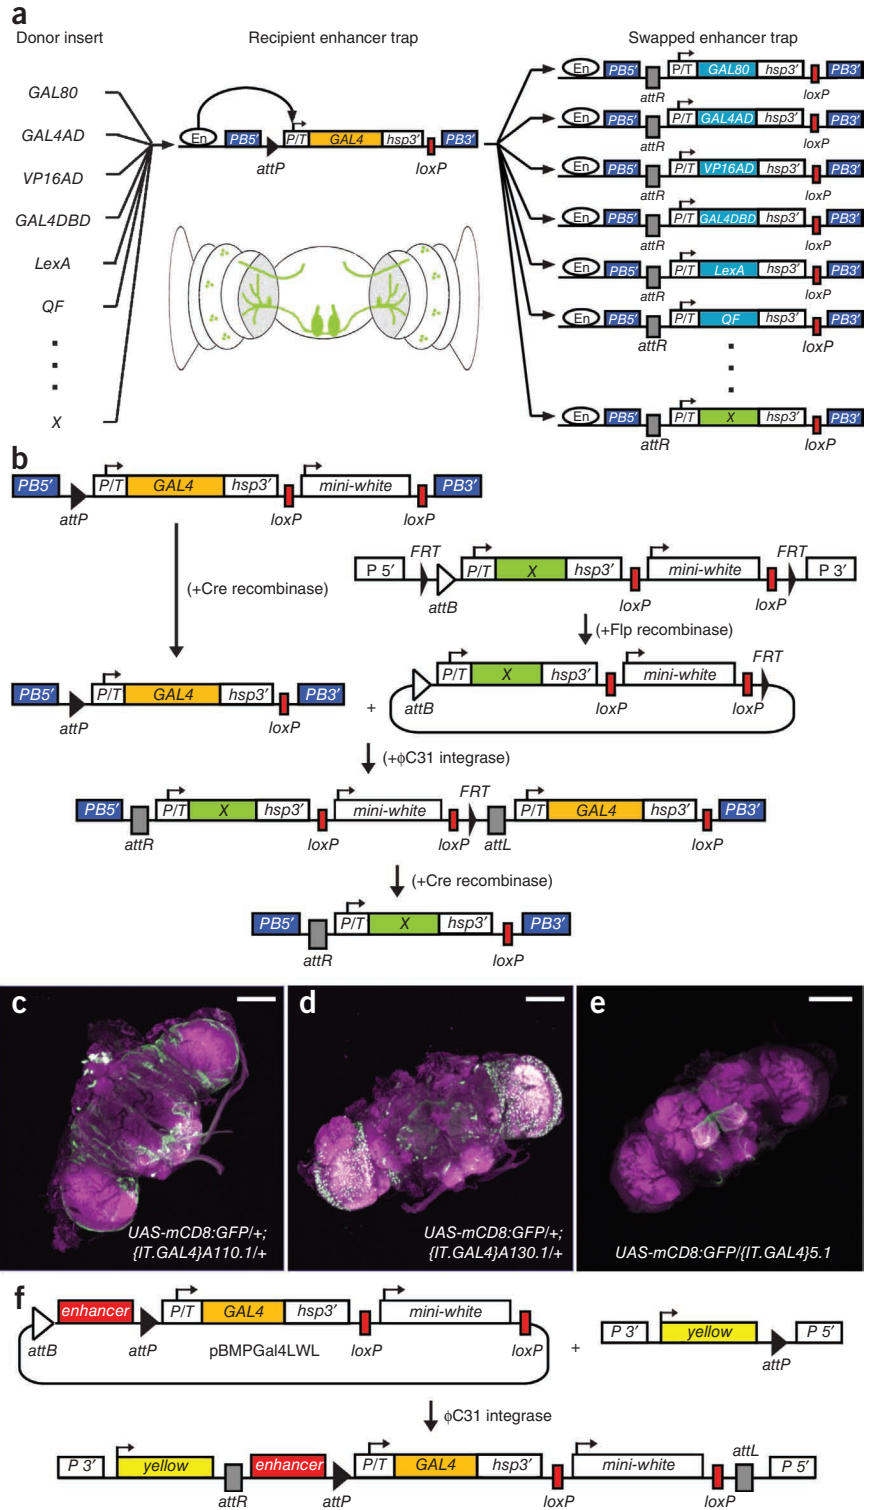 a
Donor insert
Recipient enhancer trap
Swapped enhancer trap
GAL80
GAL4AD
VP16AD
GAL4DBD
LexA
QF
X
En PB5′ P/T GAL4 hsp3′ PB3′
attP loxP
En PB5′ P/T GAL80 hsp3′ PB3′
attR loxP
En PB5′ P/T GAL4AD hsp3′ PB3′
attR loxP
En PB5′ P/T VP16AD hsp3′ PB3′
attR loxP
En PB5′ P/T GAL4DBD hsp3′ PB3′
attR loxP
En PB5′ P/T LexA hsp3′ PB3′
attR loxP
En PB5′ P/T QF hsp3′ PB3′
attR loxP
En PB5′ P/T X hsp3′ PB3′
attR loxP
b
PB5′ P/T GAL4 hsp3′ mini-white PB3′
attP loxP loxP
(+Cre recombinase)
FRT FRT
P 5′ P/T X hsp3′ mini-white P 3′
attB loxP loxP
(+Flp recombinase)
PB5′ P/T GAL4 hsp3′ PB3′
attP loxP
+
FRT
P/T X hsp3′ mini-white
attB loxP loxP
(+ϕC31 integrase)
FRT
PB5′ P/T X hsp3′ mini-white P/T GAL4 hsp3′ PB3′
attR loxP loxP attL loxP
(+Cre recombinase)
PB5′ P/T X hsp3′ PB3′
attR loxP
c
UAS-mCD8:GFP/+;
{IT.GAL4}A110.1/+
d
UAS-mCD8:GFP/+;
{IT.GAL4}A130.1/+
e
UAS-mCD8:GFP/{IT.GAL4}5.1
f
enhancer P/T GAL4 hsp3′ mini-white
attB attP loxP loxP
pBMPGal4LWL
+
P 3′ yellow P 5′
attP
ϕC31 integrase
attL
P 3′ yellow enhancer P/T GAL4 hsp3′ mini-white P 5′
attR attP loxP loxP